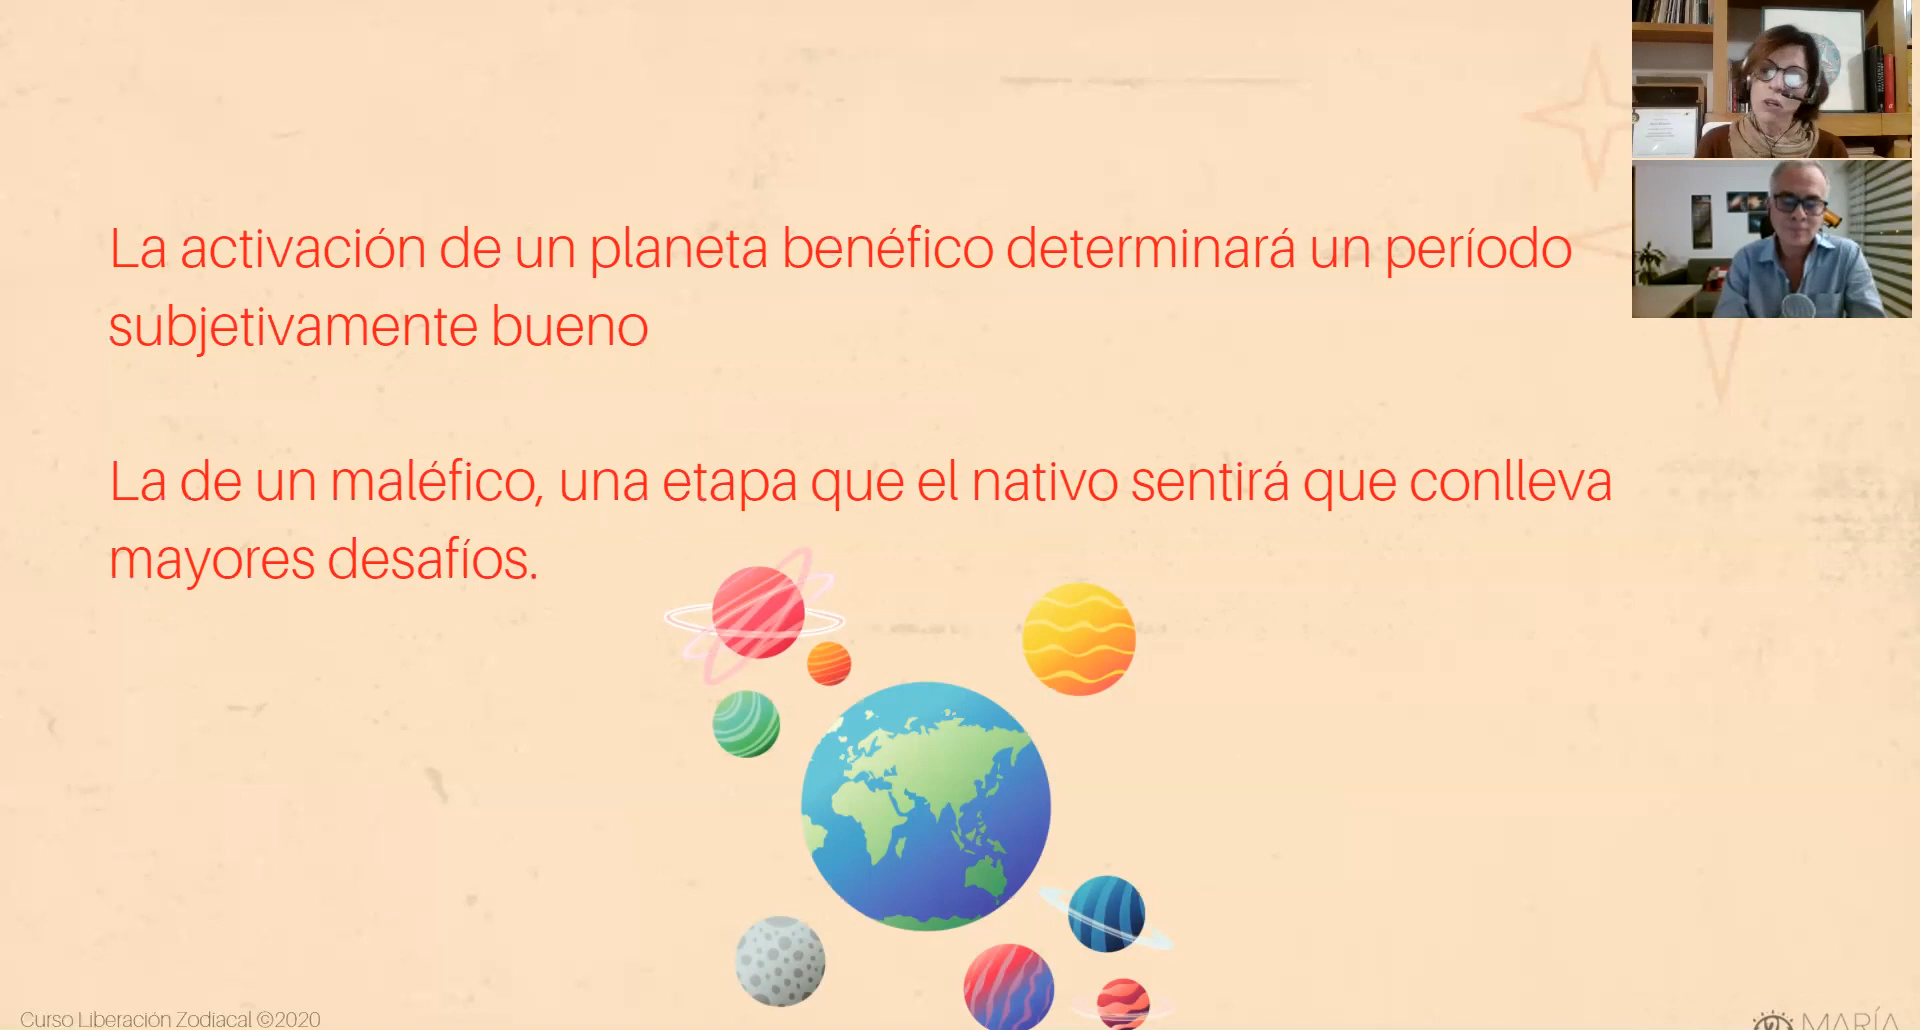 La activación de un planeta benéfico determinará un período
subjetivamente bueno
La de un maléfico, una etapa que el nativo sentirá que conlleva
mayores desafíos.
Curso Liberación Zodiacal ©2020
MARÍA